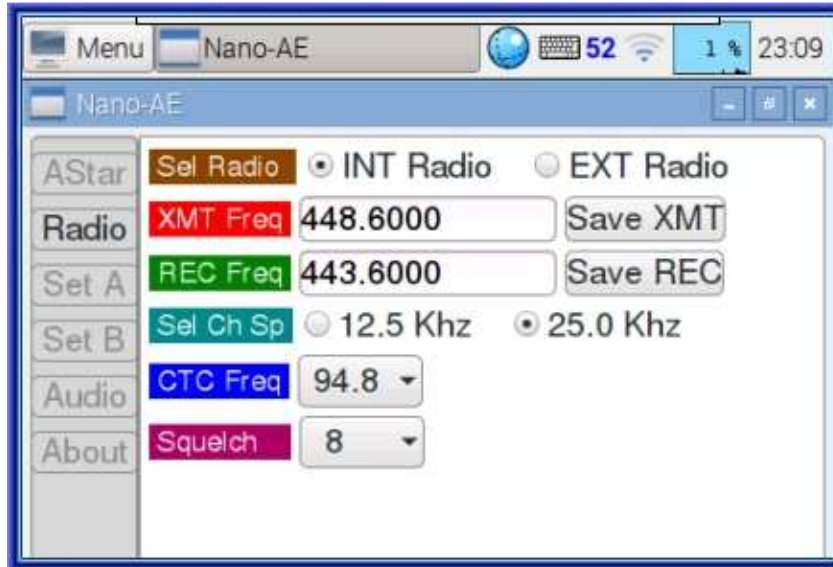 Menu Nano-AE 52 1 % 23:09
Nano-AE
AStar Sel Radio INT Radio EXT Radio
Radio XMT Freq 448.6000 Save XMT
Set A REC Freq 443.6000 Save REC
Set B Sel Ch Sp 12.5 Khz 25.0 Khz
Audio CTC Freq 94.8
About Squelch 8